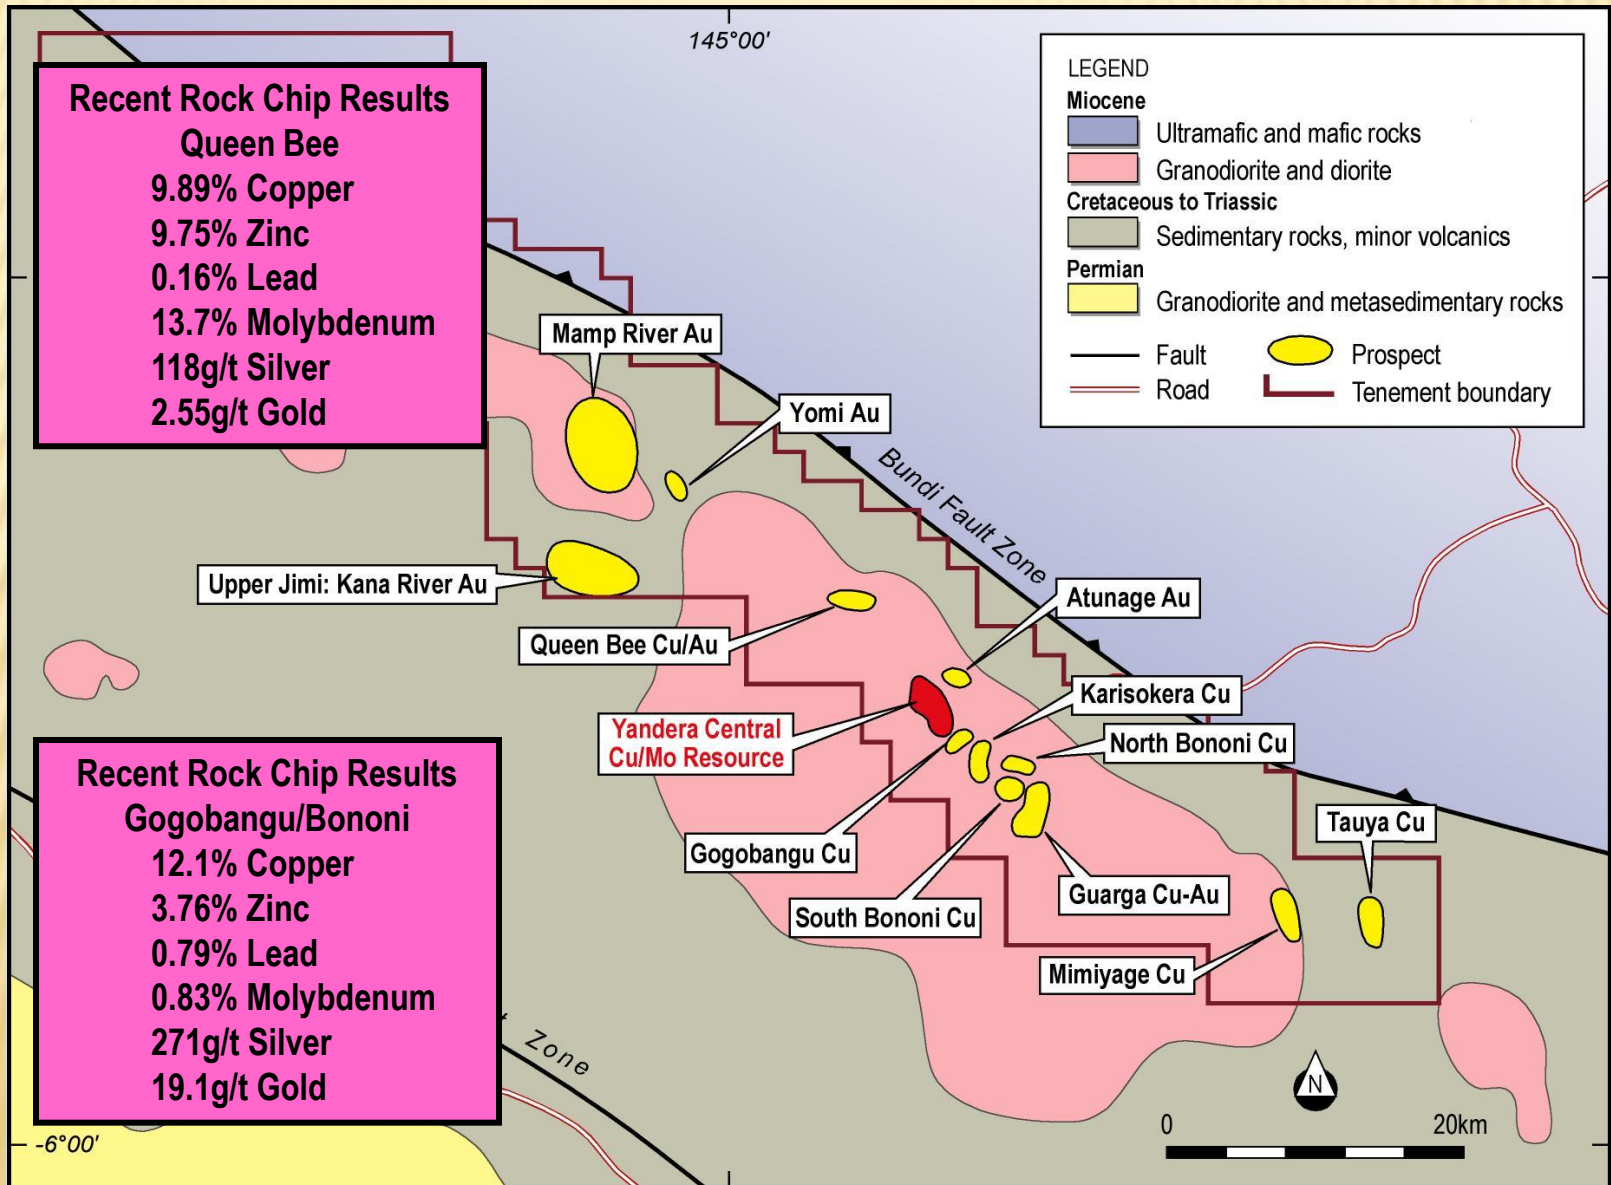 145°00'
Recent Rock Chip Results
Queen Bee
9.89% Copper
9.75% Zinc
0.16% Lead
13.7% Molybdenum
118g/t Silver
2.55g/t Gold
LEGEND
Miocene
Ultramafic and mafic rocks
Granodiorite and diorite
Cretaceous to Triassic
Sedimentary rocks, minor volcanics
Permian
Granodiorite and metasedimentary rocks
Fault
Prospect
Road
Tenement boundary
Mamp River Au
Yomi Au
Bundi Fault Zone
Upper Jimi: Kana River Au
Atunage Au
Queen Bee Cu/Au
Karisokera Cu
Yandera Central
Cu/Mo Resource
North Bononi Cu
Tauya Cu
Gogobangu Cu
Guarga Cu-Au
South Bononi Cu
Mimiyage Cu
Recent Rock Chip Results
Gogobangu/Bononi
12.1% Copper
3.76% Zinc
0.79% Lead
0.83% Molybdenum
271g/t Silver
19.1g/t Gold
Zone
N
0 20km
-6°00'